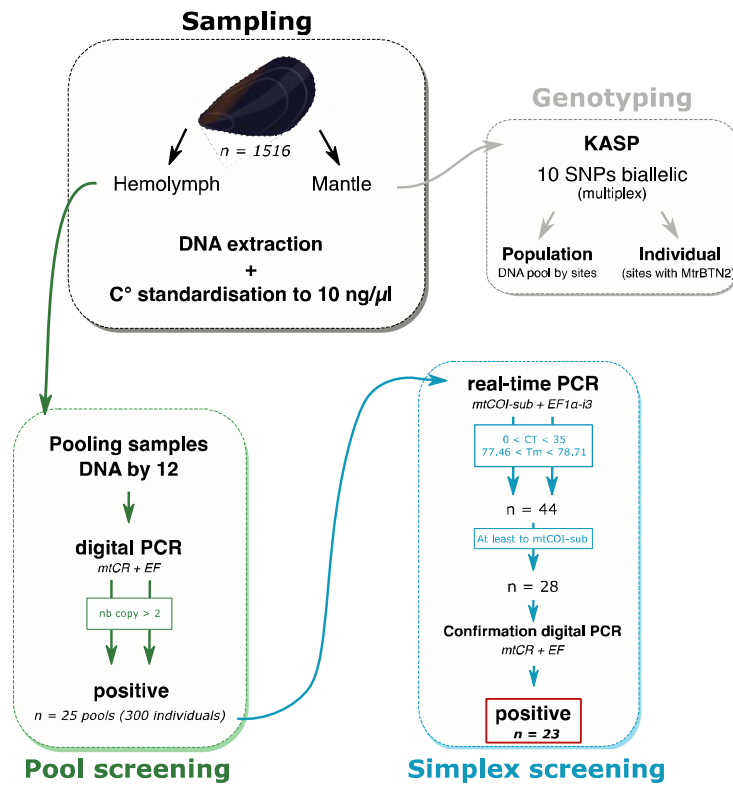 Sampling
n = 1516
Hemolymph
Mantle
DNA extraction
+
C° standardisation to 10 ng/µl
Genotyping
KASP
10 SNPs biallelic
(multiplex)
Population
DNA pool by sites
Individual
(sites with MtrBTN2)
Pooling samples
DNA by 12
digital PCR
mtCR + EF
nb copy > 2
positive
n = 25 pools (300 individuals)
Pool screening
real-time PCR
mtCOI-sub + EF1α-i3
0 < CT < 35
77.46 < Tm < 78.71
n = 44
At least to mtCOI-sub
n = 28
Confirmation digital PCR
mtCR + EF
positive
n = 23
Simplex screening